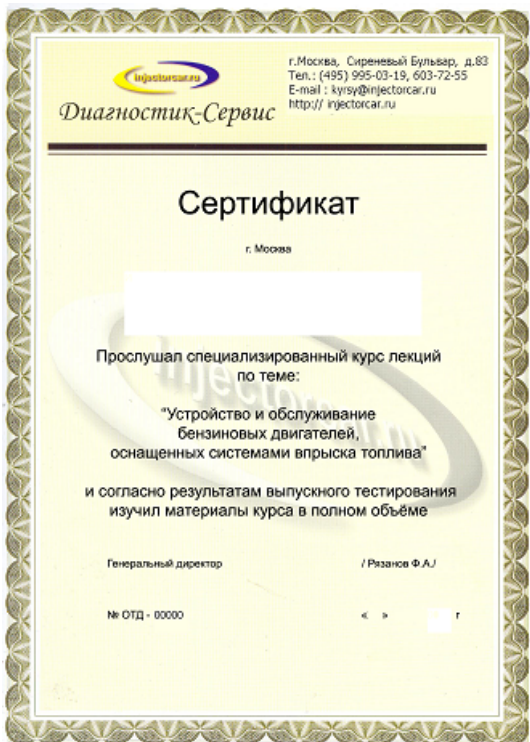 injectorcar.ru
Диагностик-Сервис
г.Москва, Сиреневый Бульвар, д.83
Тел.: (495) 995-03-19, 603-72-55
E-mail : kyrsy@injectorcar.ru
http:// injectorcar.ru
Сертификат
г. Москва
Прослушал специализированный курс лекций
по теме:
injectorcar.ru
"Устройство и обслуживание
бензиновых двигателей,
оснащенных системами впрыска топлива"
и согласно результатам выпускного тестирования
изучил материалы курса в полном объёме
Генеральный директор / Рязанов Ф.А./
№ ОТД - 00000 « » г